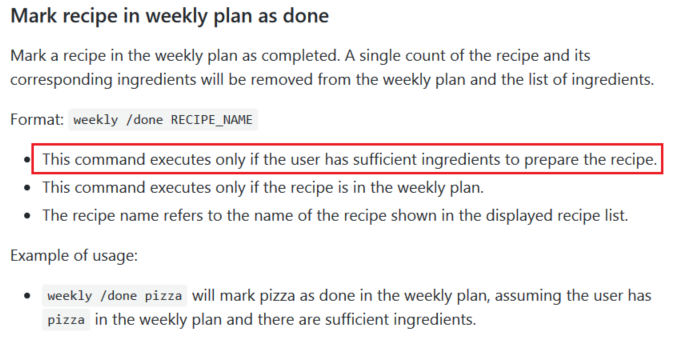 Mark recipe in weekly plan as done
Mark a recipe in the weekly plan as completed. A single count of the recipe and its
corresponding ingredients will be removed from the weekly plan and the list of ingredients.
Format: weekly /done RECIPE_NAME
• This command executes only if the user has sufficient ingredients to prepare the recipe.
• This command executes only if the recipe is in the weekly plan.
• The recipe name refers to the name of the recipe shown in the displayed recipe list.
Example of usage:
• weekly /done pizza will mark pizza as done in the weekly plan, assuming the user has
pizza in the weekly plan and there are sufficient ingredients.